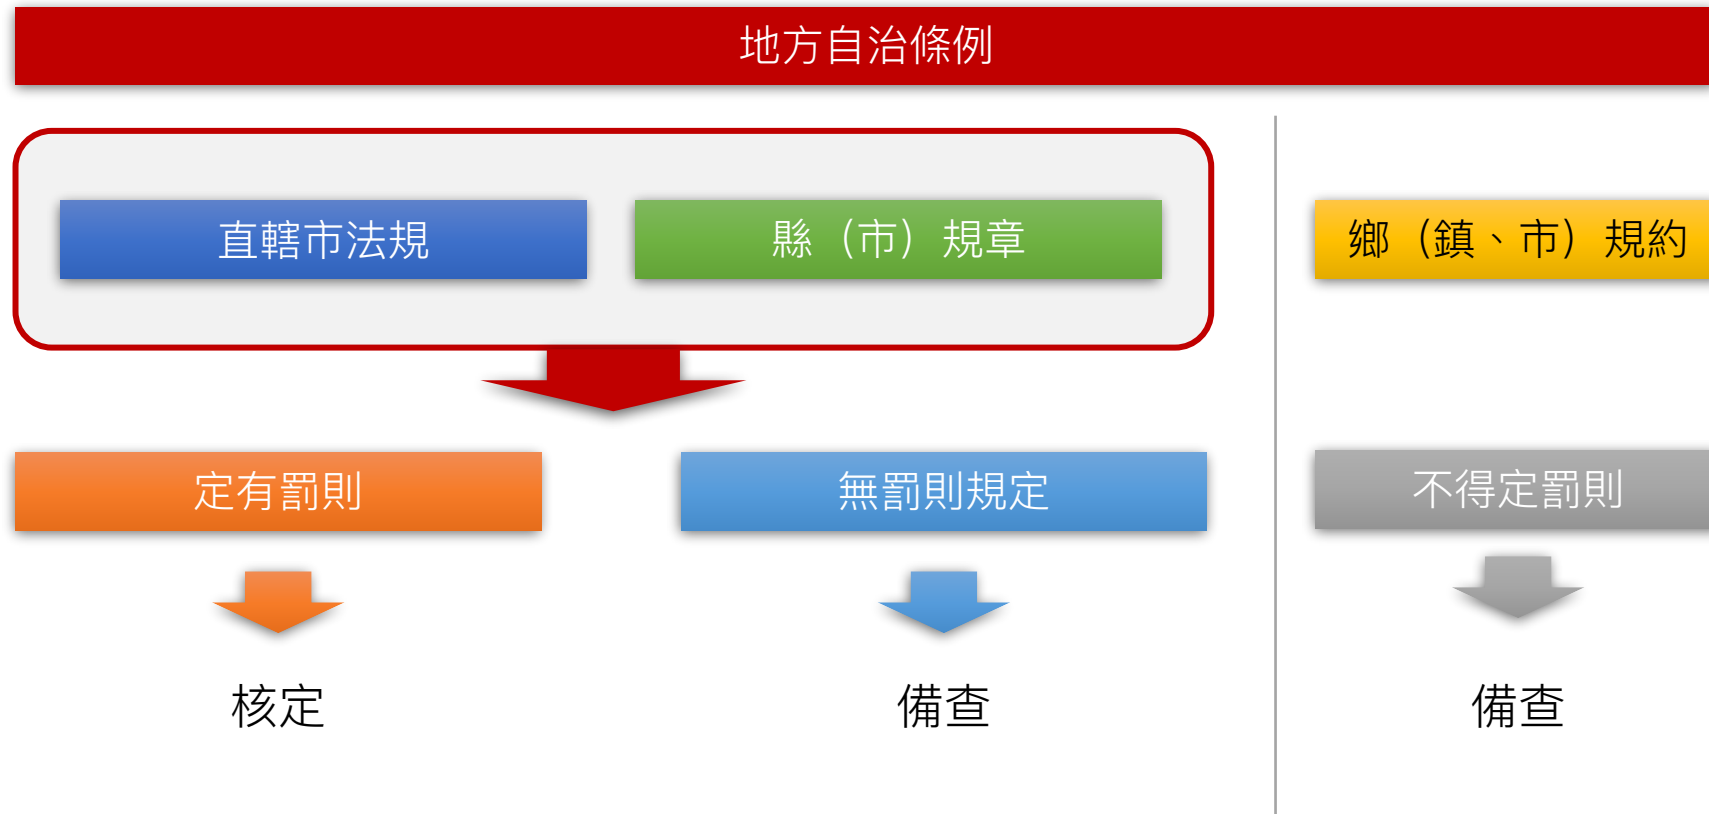 地方自治條例
直轄市法規
縣（市）規章
鄉（鎮、市）規約
定有罰則
無罰則規定
不得定罰則
核定
備查
備查